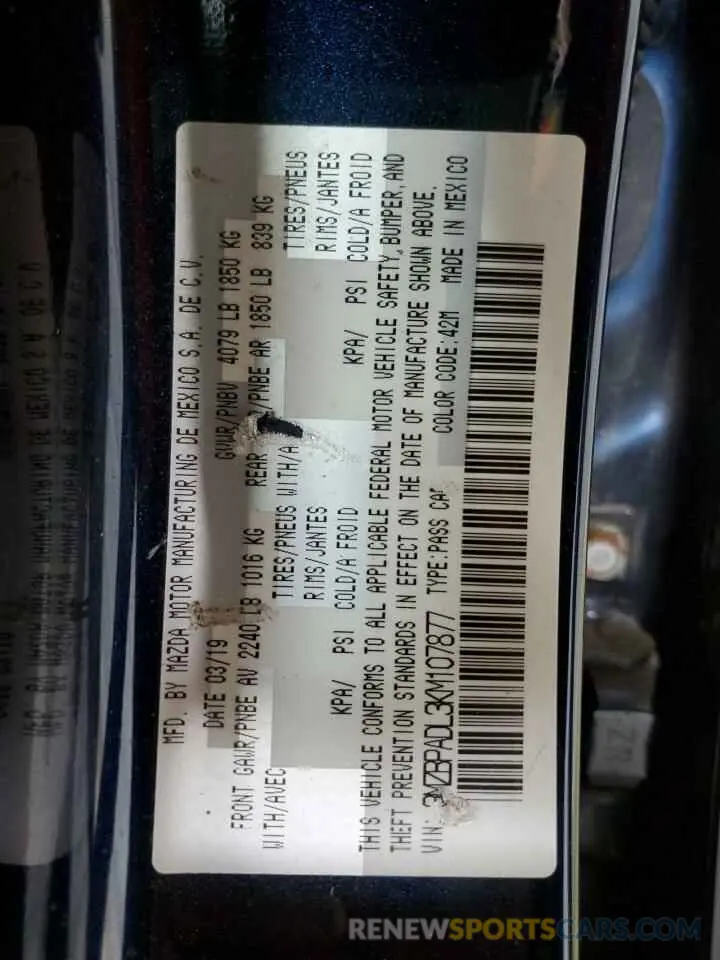 MFD. BY MAZDA MOTOR MANUFACTURING DE MEXICO S.A. DE C.V.
DATE 03/19 GVWR/PNBV 4079 LB 1850 KG
FRONT GAWR/PNBE AV 2240 LB 1016 KG REAR /PNBE AR 1850 LB 839 KG
WITH/AVEC TIRES/PNEUS WITH/A TIRES/PNEUS
RIMS/JANTES RIMS/JANTES
KPA/ PSI COLD/A FROID KPA/ PSI COLD/A FROID
THIS VEHICLE CONFORMS TO ALL APPLICABLE FEDERAL MOTOR VEHICLE SAFETY, BUMPER, AND
THEFT PREVENTION STANDARDS IN EFFECT ON THE DATE OF MANUFACTURE SHOWN ABOVE.
VIN: 3MZBPADL3KM107877 TYPE:PASS CAR COLOR CODE:42M MADE IN MEXICO
RENEWSPORTSCARS.COM